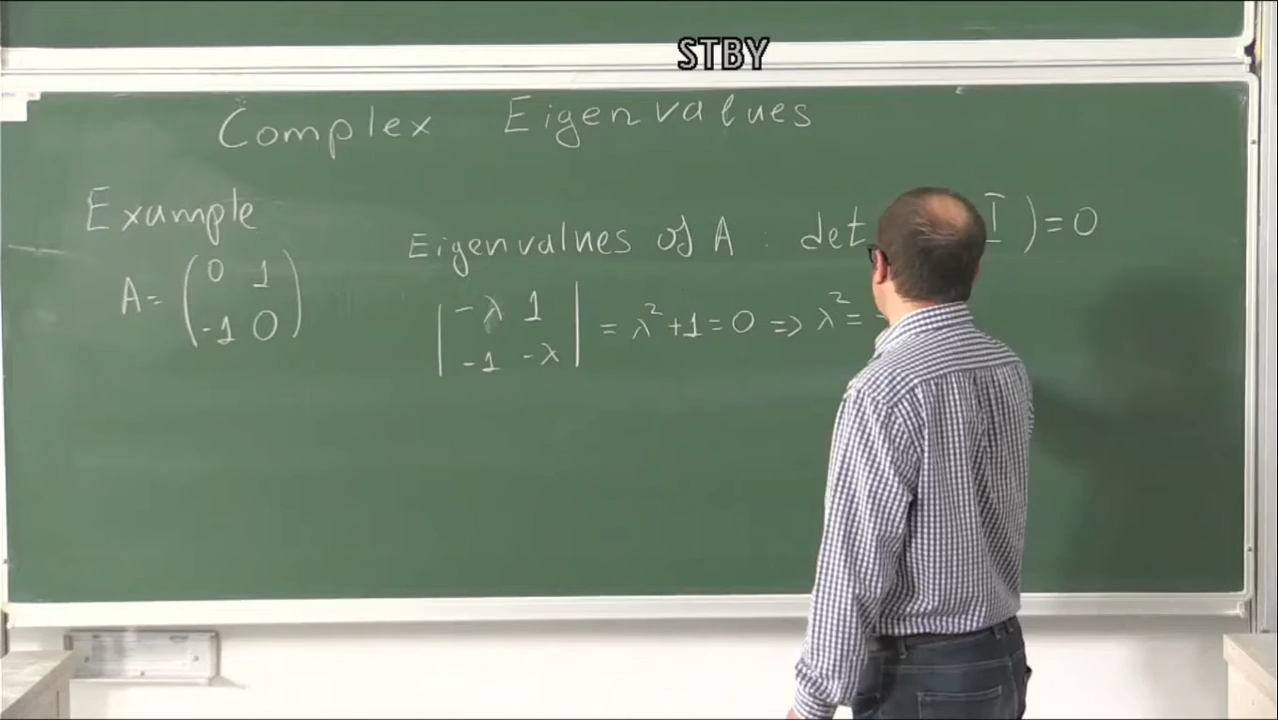 STBY
Complex Eigenvalues
Example
Eigenvalues of A : det I ) = 0
A = ( 0 1
-1 0 )
| -λ 1
-1 -λ | = λ² + 1 = 0 => λ² =